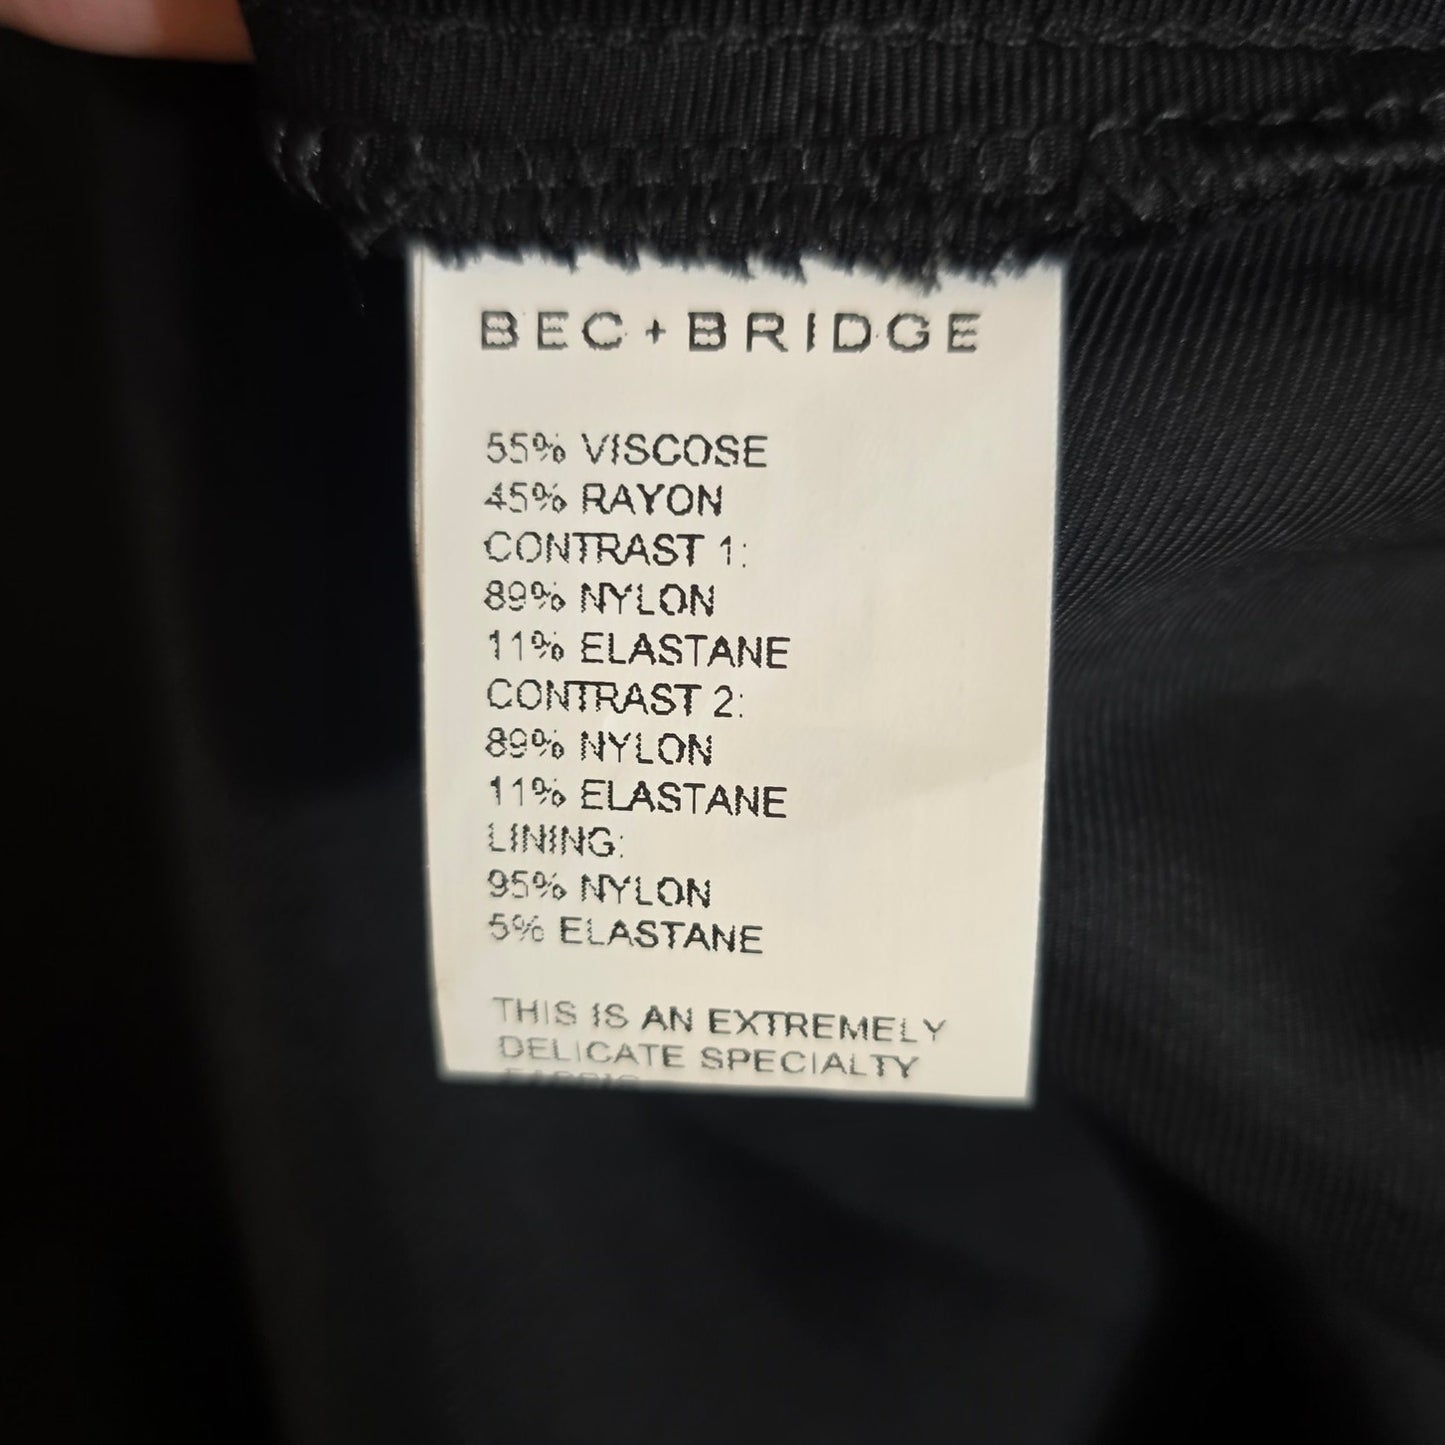 BEC + BRIDGE
55% VISCOSE
45% RAYON
CONTRAST 1:
89% NYLON
11% ELASTANE
CONTRAST 2:
89% NYLON
11% ELASTANE
LINING:
95% NYLON
5% ELASTANE
THIS IS AN EXTREMELY
DELICATE SPECIALTY